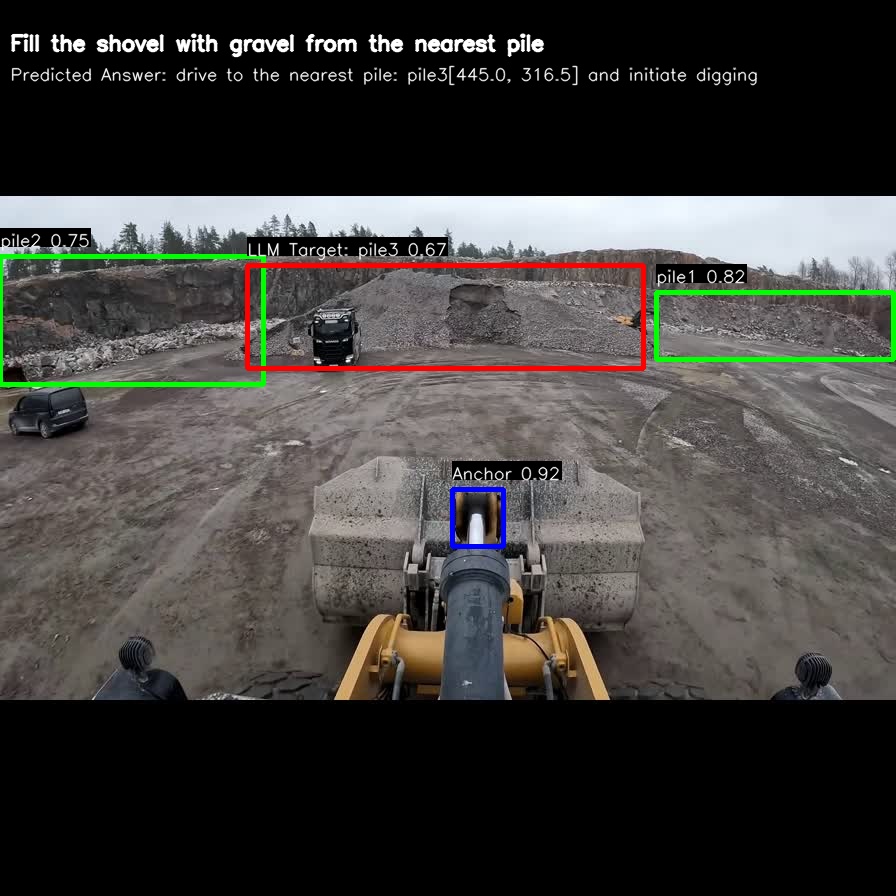 Fill the shovel with gravel from the nearest pile
Predicted Answer: drive to the nearest pile: pile3[445.0, 316.5] and initiate digging
pile2 0.75
LLM Target: pile3 0.67
pile1 0.82
Anchor 0.92